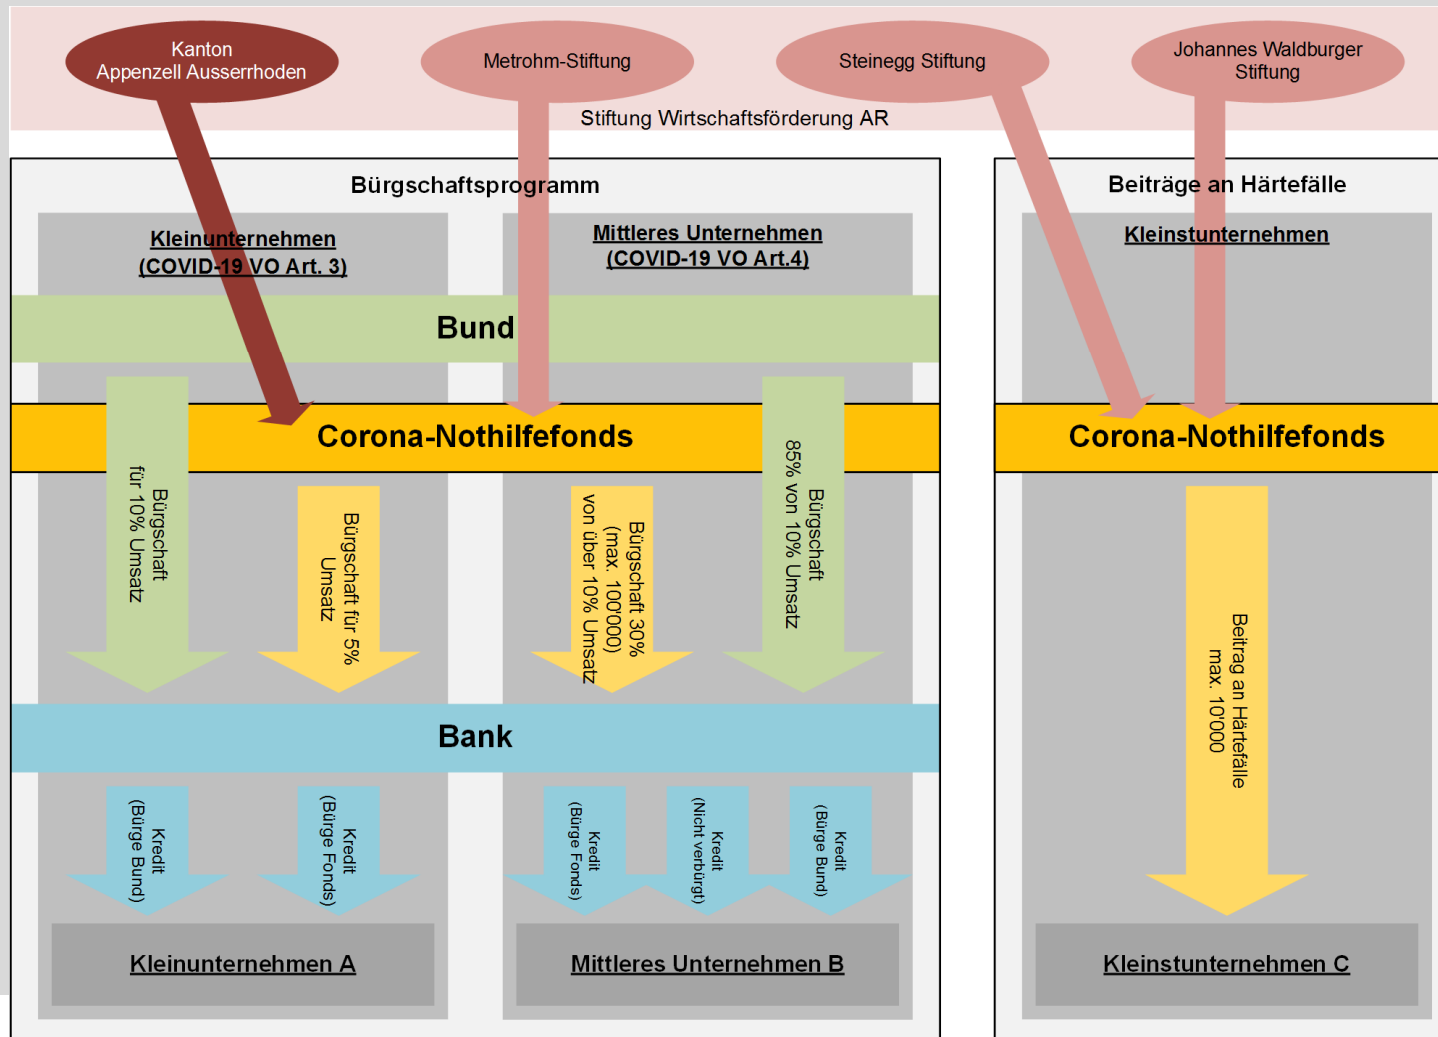 Kanton
Appenzell Ausserrhoden
Metrohm-Stiftung
Steinegg Stiftung
Johannes Waldburger
Stiftung
Stiftung Wirtschaftsförderung AR
Bürgschaftsprogramm
Beiträge an Härtefälle
Kleinunternehmen
(COVID-19 VO Art. 3)
Mittleres Unternehmen
(COVID-19 VO Art.4)
Kleinstunternehmen
Bund
Corona-Nothilfefonds
Corona-Nothilfefonds
Bürgschaft
für 10% Umsatz
Bürgschaft für 5%
Umsatz
Bürgschaft 30%
(max. 100'000)
von über 10% Umsatz
Bürgschaft
85% von 10% Umsatz
Beitrag an Härtefälle
max. 10'000
Bank
Kredit
(Bürge Bund)
Kredit
(Bürge Fonds)
Kredit
(Bürge Fonds)
Kredit
(Nicht verbürgt)
Kredit
(Bürge Bund)
Kleinunternehmen A
Mittleres Unternehmen B
Kleinstunternehmen C